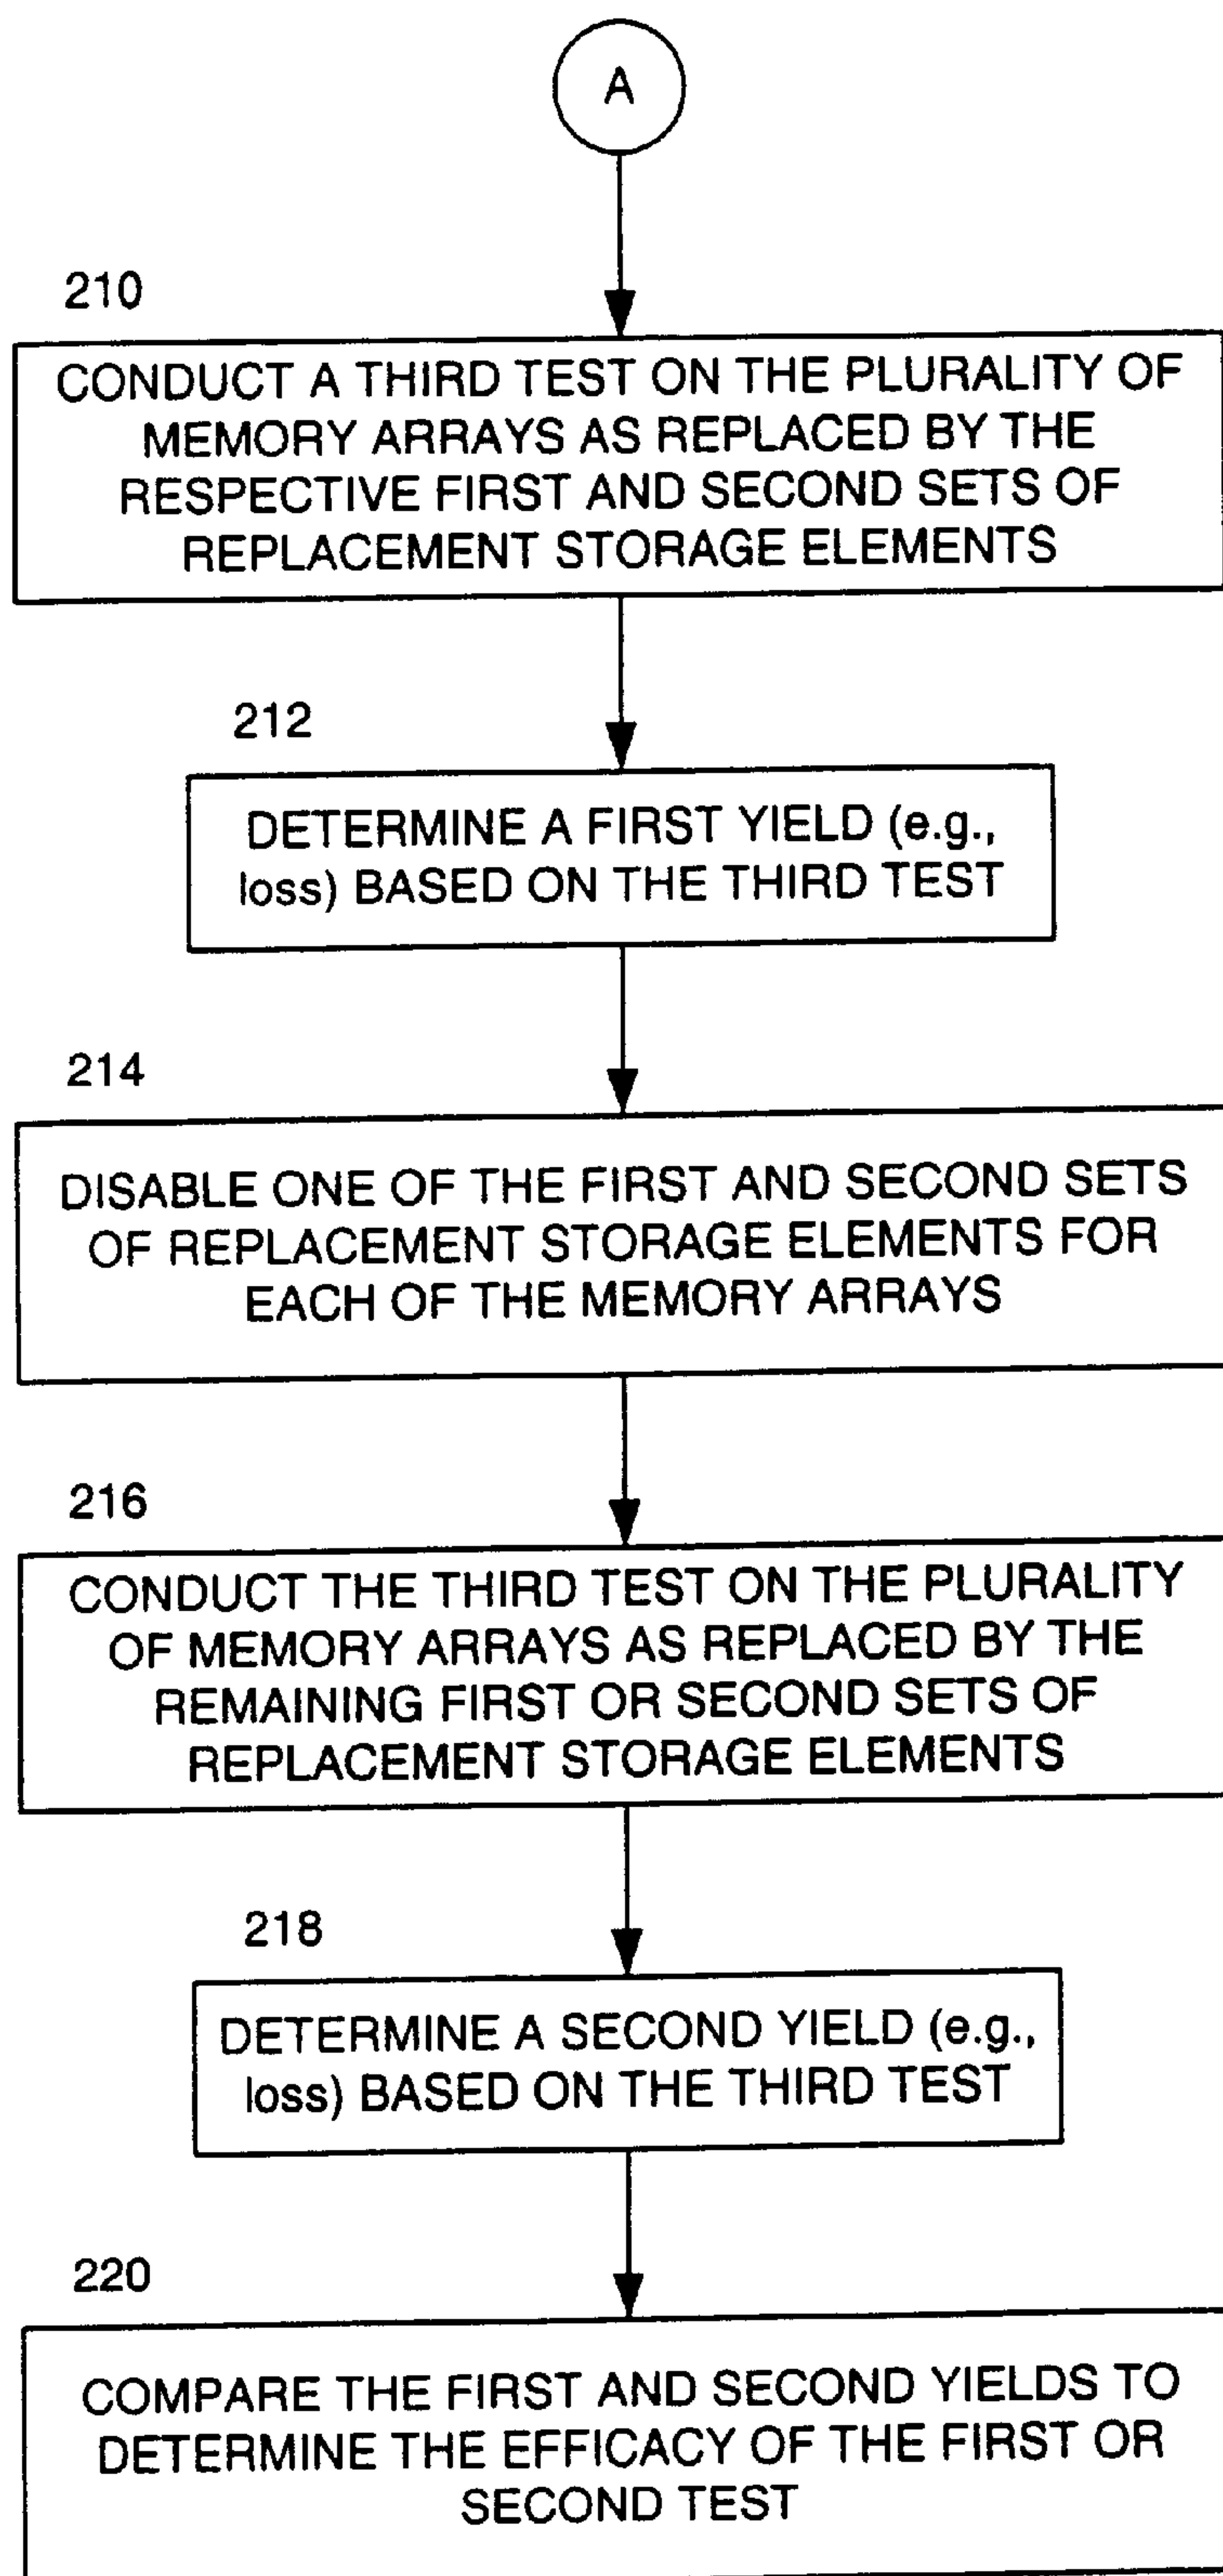 A
210
CONDUCT A THIRD TEST ON THE PLURALITY OF
MEMORY ARRAYS AS REPLACED BY THE
RESPECTIVE FIRST AND SECOND SETS OF
REPLACEMENT STORAGE ELEMENTS
212
DETERMINE A FIRST YIELD (e.g.,
loss) BASED ON THE THIRD TEST
214
DISABLE ONE OF THE FIRST AND SECOND SETS
OF REPLACEMENT STORAGE ELEMENTS FOR
EACH OF THE MEMORY ARRAYS
216
CONDUCT THE THIRD TEST ON THE PLURALITY
OF MEMORY ARRAYS AS REPLACED BY THE
REMAINING FIRST OR SECOND SETS OF
REPLACEMENT STORAGE ELEMENTS
218
DETERMINE A SECOND YIELD (e.g.,
loss) BASED ON THE THIRD TEST
220
COMPARE THE FIRST AND SECOND YIELDS TO
DETERMINE THE EFFICACY OF THE FIRST OR
SECOND TEST